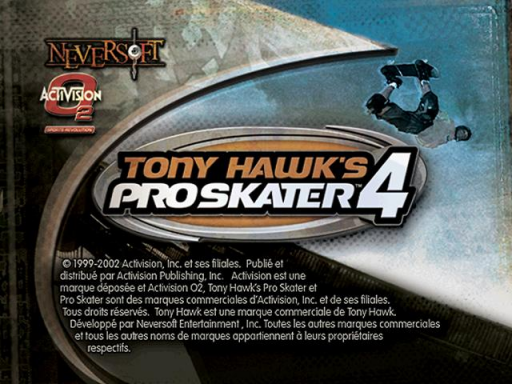 NEVERSOFT
ACTIVISION
O2
TONY HAWK'S
PRO SKATER™ 4
© 1999-2002 Activision, Inc. et ses filiales. Publié et
distribué par Activision Publishing, Inc. Activision est une
marque déposée et Activision O2, Tony Hawk's Pro Skater et
Pro Skater sont des marques commerciales d'Activision, Inc. et de ses filiales.
Tous droits réservés. Tony Hawk est une marque commerciale de Tony Hawk.
Développé par Neversoft Entertainment , Inc. Toutes les autres marques commerciales
et tous les autres noms de marques appartiennent à leurs propriétaires
respectifs.